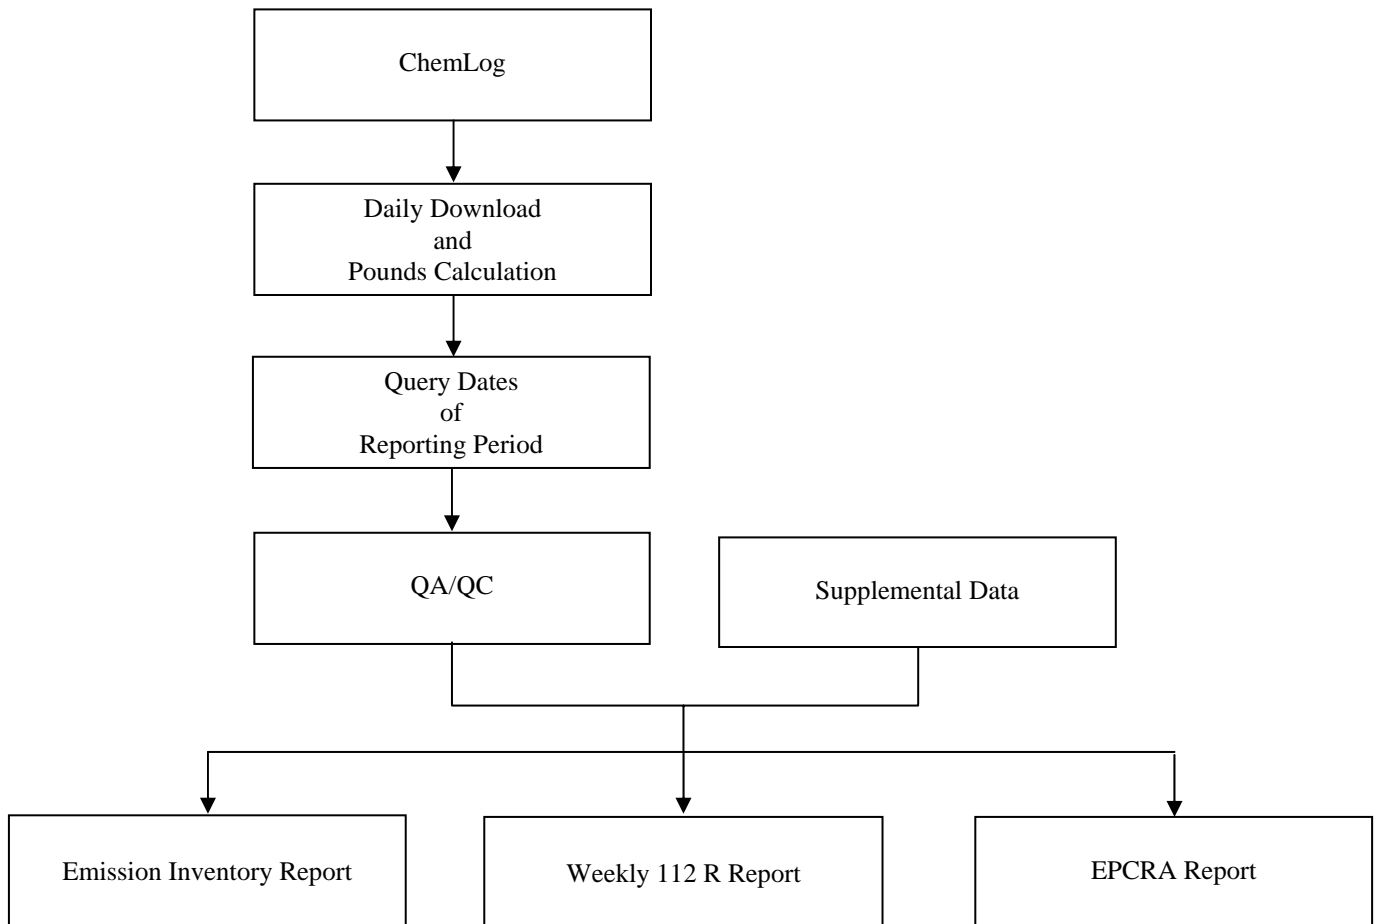 ChemLog
Daily Download
and
Pounds Calculation
Query Dates
of
Reporting Period
QA/QC
Supplemental Data
Emission Inventory Report
Weekly 112 R Report
EPCRA Report